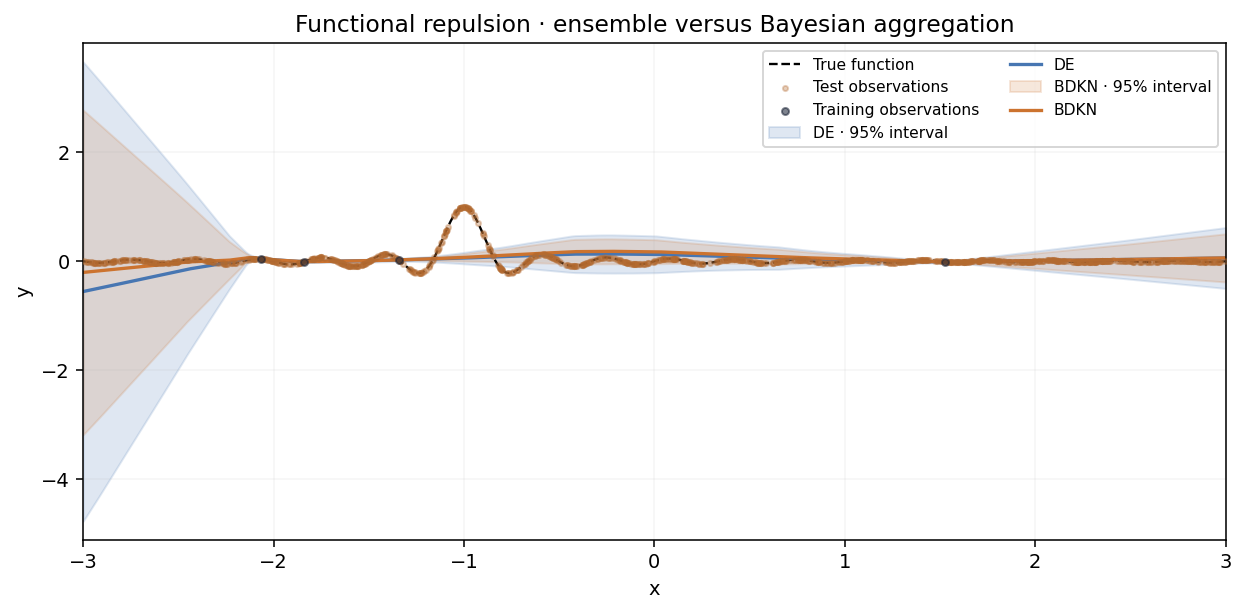 Functional repulsion · ensemble versus Bayesian aggregation
True function
Test observations
Training observations
DE · 95% interval
DE
BDKN · 95% interval
BDKN
y
2
0
−2
−4
−3
−2
−1
0
1
2
3
x